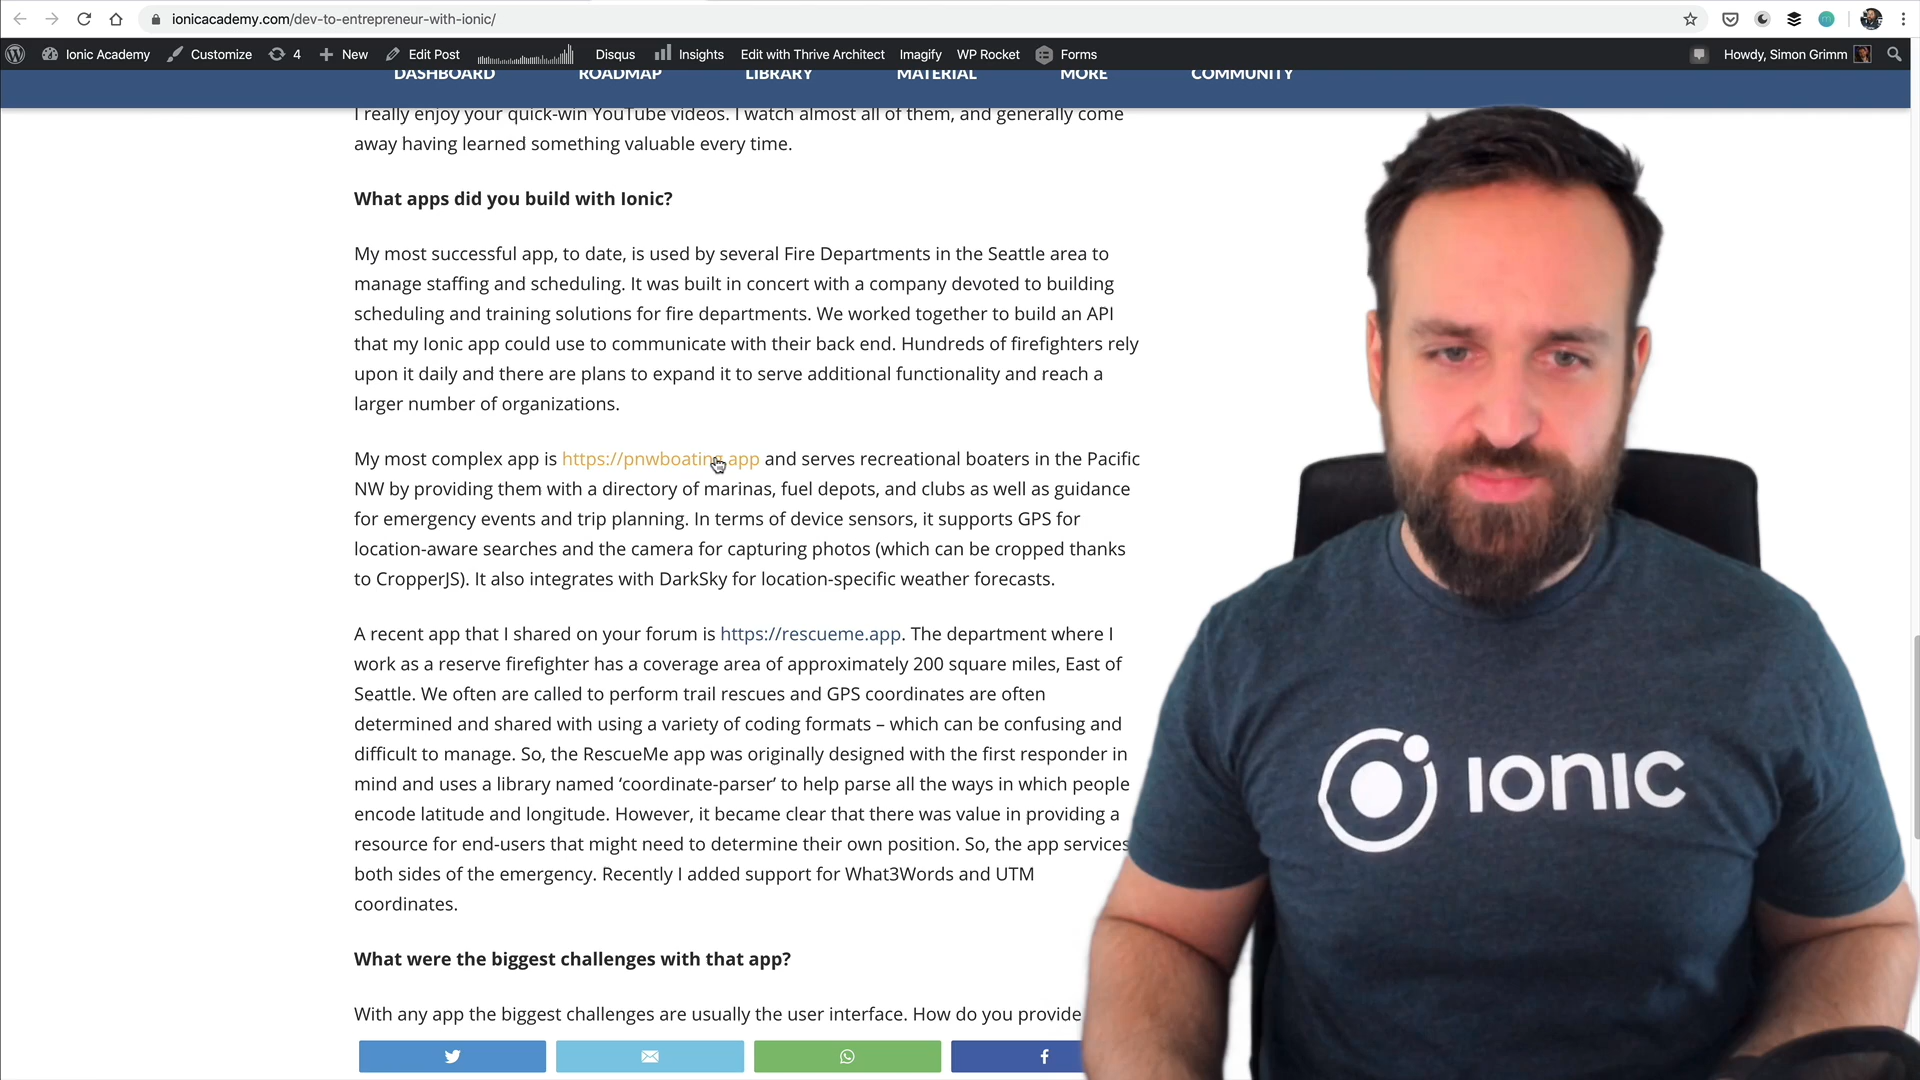 ionicacademy.com/dev-to-entrepreneur-with-ionic/
Ionic Academy Customize 4 New Edit Post Disqus Insights Edit with Thrive Architect Imagify WP Rocket Forms Howdy, Simon Grimm
DASHBOARD ROADMAP LIBRARY MATERIAL MORE COMMUNITY
I really enjoy your quick-win YouTube videos. I watch almost all of them, and generally come
away having learned something valuable every time.
What apps did you build with Ionic?
My most successful app, to date, is used by several Fire Departments in the Seattle area to
manage staffing and scheduling. It was built in concert with a company devoted to building
scheduling and training solutions for fire departments. We worked together to build an API
that my Ionic app could use to communicate with their back end. Hundreds of firefighters rely
upon it daily and there are plans to expand it to serve additional functionality and reach a
larger number of organizations.
My most complex app is https://pnwboating.app and serves recreational boaters in the Pacific
NW by providing them with a directory of marinas, fuel depots, and clubs as well as guidance
for emergency events and trip planning. In terms of device sensors, it supports GPS for
location-aware searches and the camera for capturing photos (which can be cropped thanks
to CropperJS). It also integrates with DarkSky for location-specific weather forecasts.
A recent app that I shared on your forum is https://rescueme.app. The department where I
work as a reserve firefighter has a coverage area of approximately 200 square miles, East of
Seattle. We often are called to perform trail rescues and GPS coordinates are often
determined and shared with using a variety of coding formats – which can be confusing and
difficult to manage. So, the RescueMe app was originally designed with the first responder in
mind and uses a library named ‘coordinate-parser’ to help parse all the ways in which people
encode latitude and longitude. However, it became clear that there was value in providing a
resource for end-users that might need to determine their own position. So, the app services
both sides of the emergency. Recently I added support for What3Words and UTM
coordinates.
What were the biggest challenges with that app?
With any app the biggest challenges are usually the user interface. How do you provide
IONIC